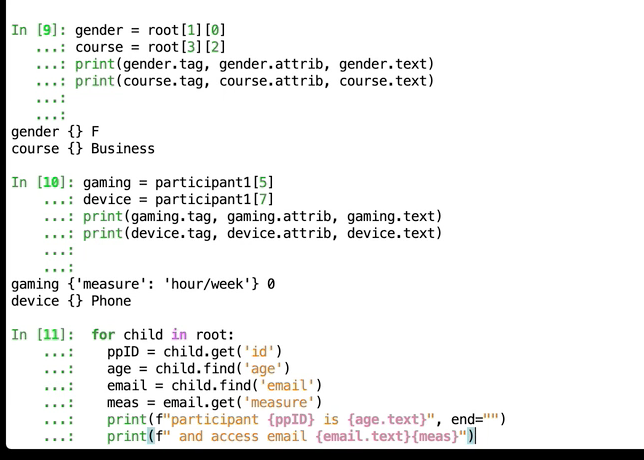 In [9]: gender = root[1][0]
...: course = root[3][2]
...: print(gender.tag, gender.attrib, gender.text)
...: print(course.tag, course.attrib, course.text)
...:
...:
gender {} F
course {} Business
In [10]: gaming = participant1[5]
...: device = participant1[7]
...: print(gaming.tag, gaming.attrib, gaming.text)
...: print(device.tag, device.attrib, device.text)
...:
...:
gaming {'measure': 'hour/week'} 0
device {} Phone
In [11]: for child in root:
...: ppID = child.get('id')
...: age = child.find('age')
...: email = child.find('email')
...: meas = email.get('measure')
...: print(f"participant {ppID} is {age.text}", end="")
...: print(f" and access email {email.text}{meas}")